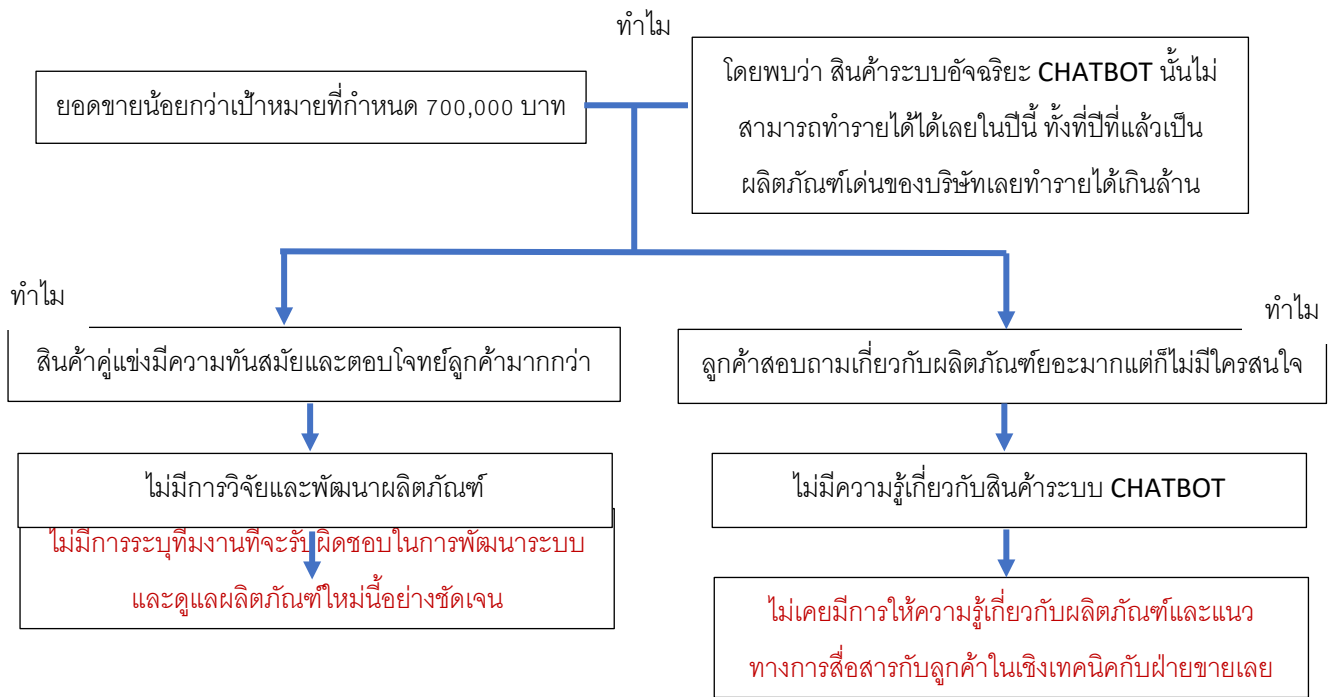 ทำไม
ยอดขายน้อยกว่าเป้าหมายที่กำหนด 700,000 บาท
โดยพบว่า สินค้าระบบอัจฉริยะ CHATBOT นั้นไม่
สามารถทำรายได้ได้เลยในปีนี้ ทั้งที่ปีที่แล้วเป็น
ผลิตภัณฑ์เด่นของบริษัทเลยทำรายได้เกินล้าน
ทำไม
ทำไม
สินค้าคู่แข่งมีความทันสมัยและตอบโจทย์ลูกค้ามากกว่า
ลูกค้าสอบถามเกี่ยวกับผลิตภัณฑ์ยอะมากแต่ก็ไม่มีใครสนใจ
ไม่มีการวิจัยและพัฒนาผลิตภัณฑ์
ไม่มีความรู้เกี่ยวกับสินค้าระบบ CHATBOT
ไม่มีการระบุทีมงานที่จะรับผิดชอบในการพัฒนาระบบ
และดูแลผลิตภัณฑ์ใหม่นี้อย่างชัดเจน
ไม่เคยมีการให้ความรู้เกี่ยวกับผลิตภัณฑ์และแนว
ทางการสื่อสารกับลูกค้าในเชิงเทคนิคกับฝ่ายขายเลย